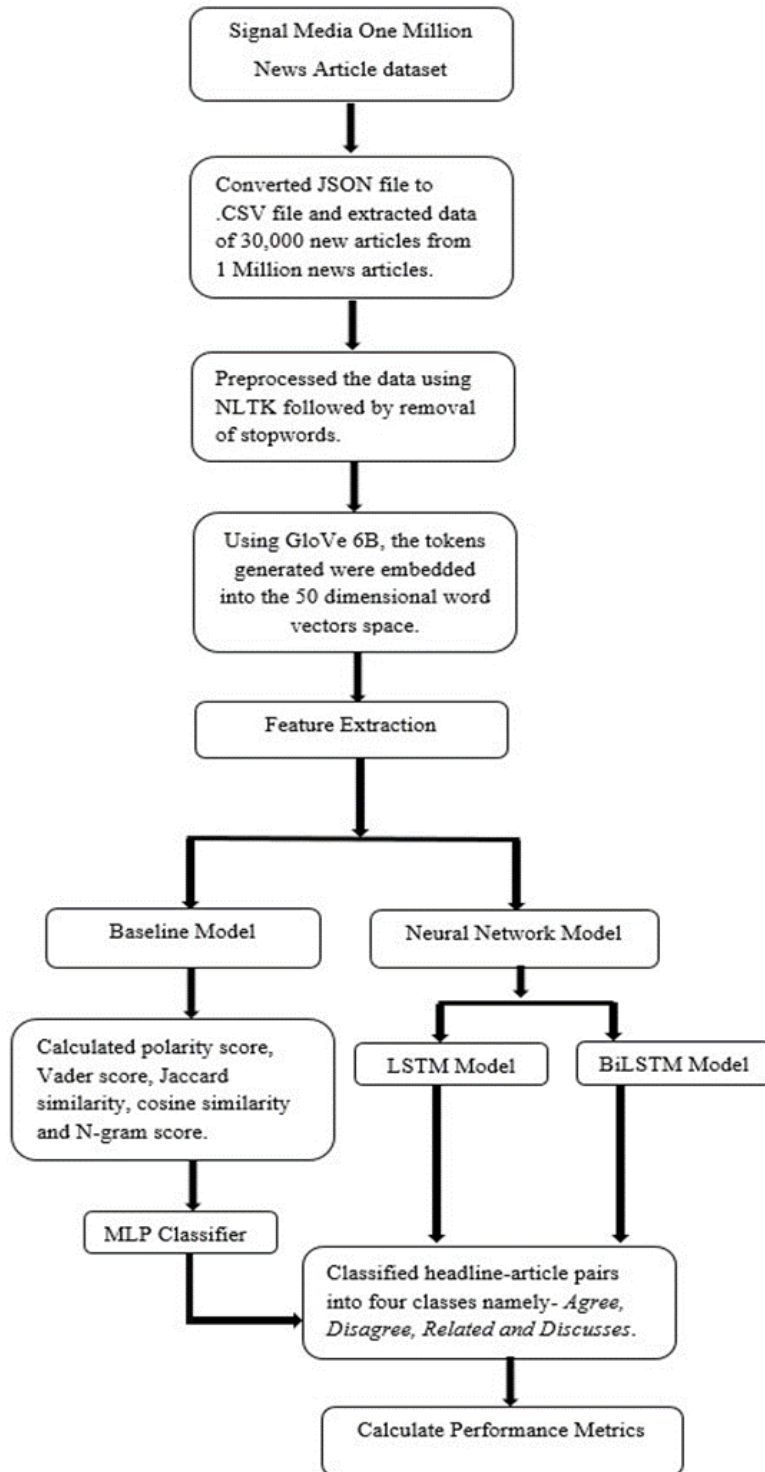 Signal Media One Million
News Article dataset
Converted JSON file to
.CSV file and extracted data
of 30,000 new articles from
1 Million news articles.
Preprocessed the data using
NLTK followed by removal
of stopwords.
Using GloVe 6B, the tokens
generated were embedded
into the 50 dimensional word
vectors space.
Feature Extraction
Baseline Model
Neural Network Model
Calculated polarity score,
Vader score, Jaccard
similarity, cosine similarity
and N-gram score.
LSTM Model
BiLSTM Model
MLP Classifier
Classified headline-article pairs
into four classes namely- Agree,
Disagree, Related and Discusses.
Calculate Performance Metrics